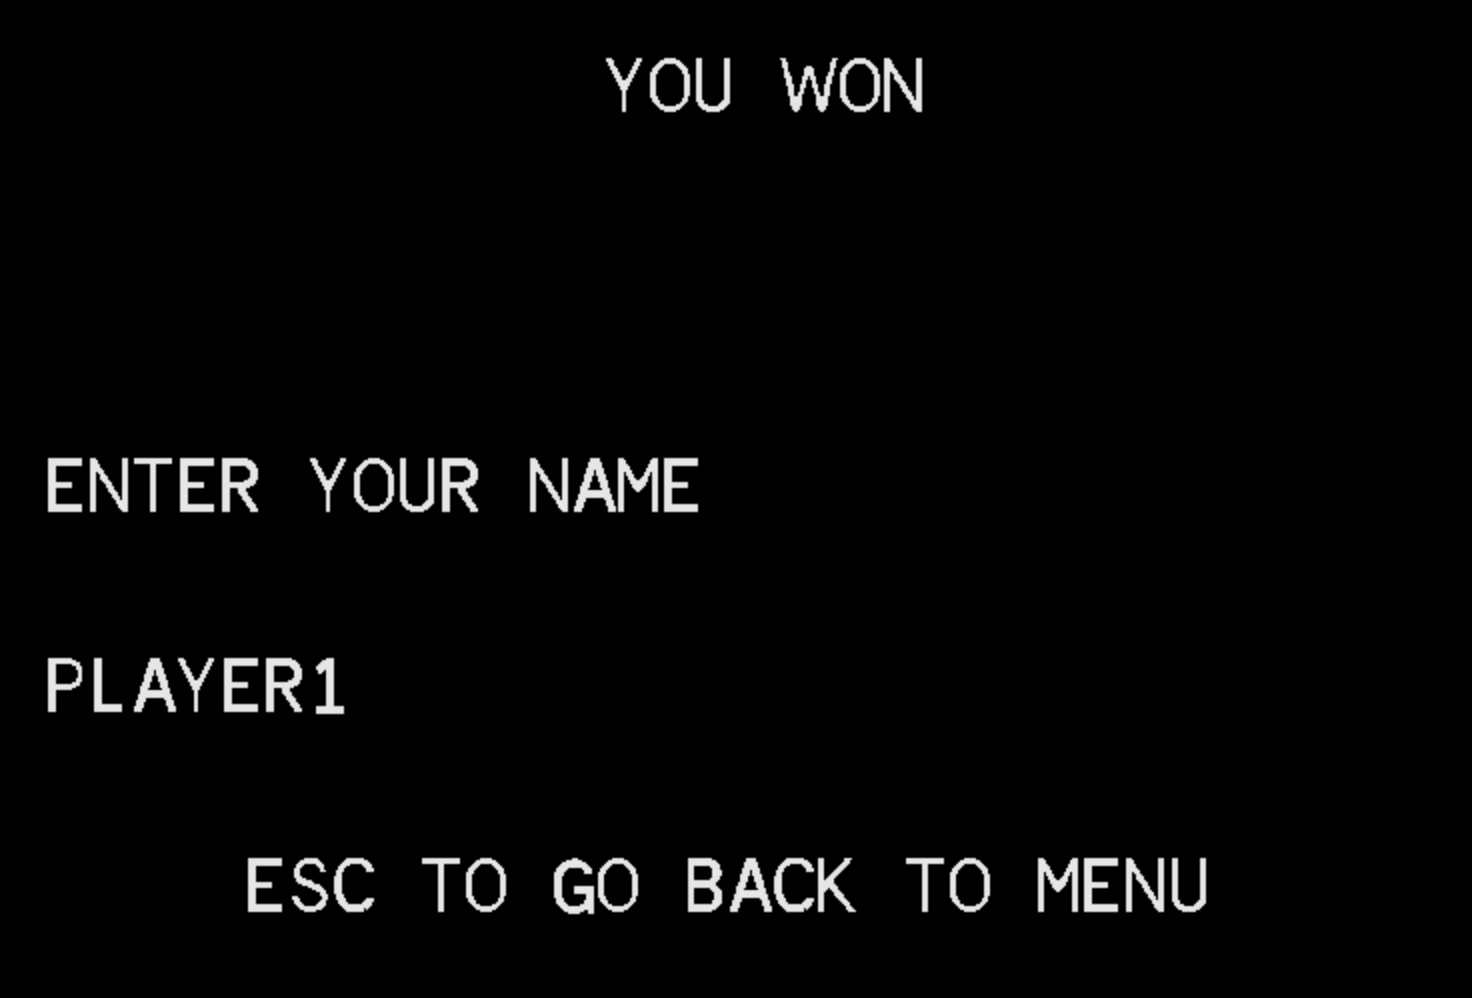 YOU WON
ENTER YOUR NAME
PLAYER1
ESC TO GO BACK TO MENU